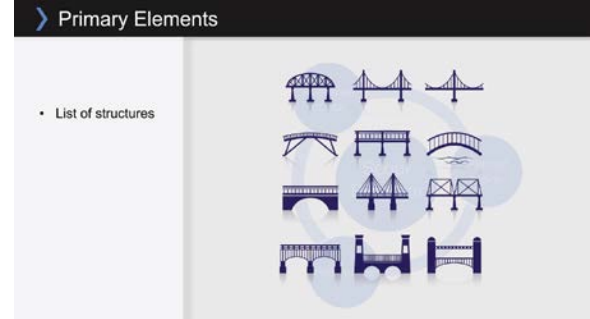 Primary Elements
• List of structures